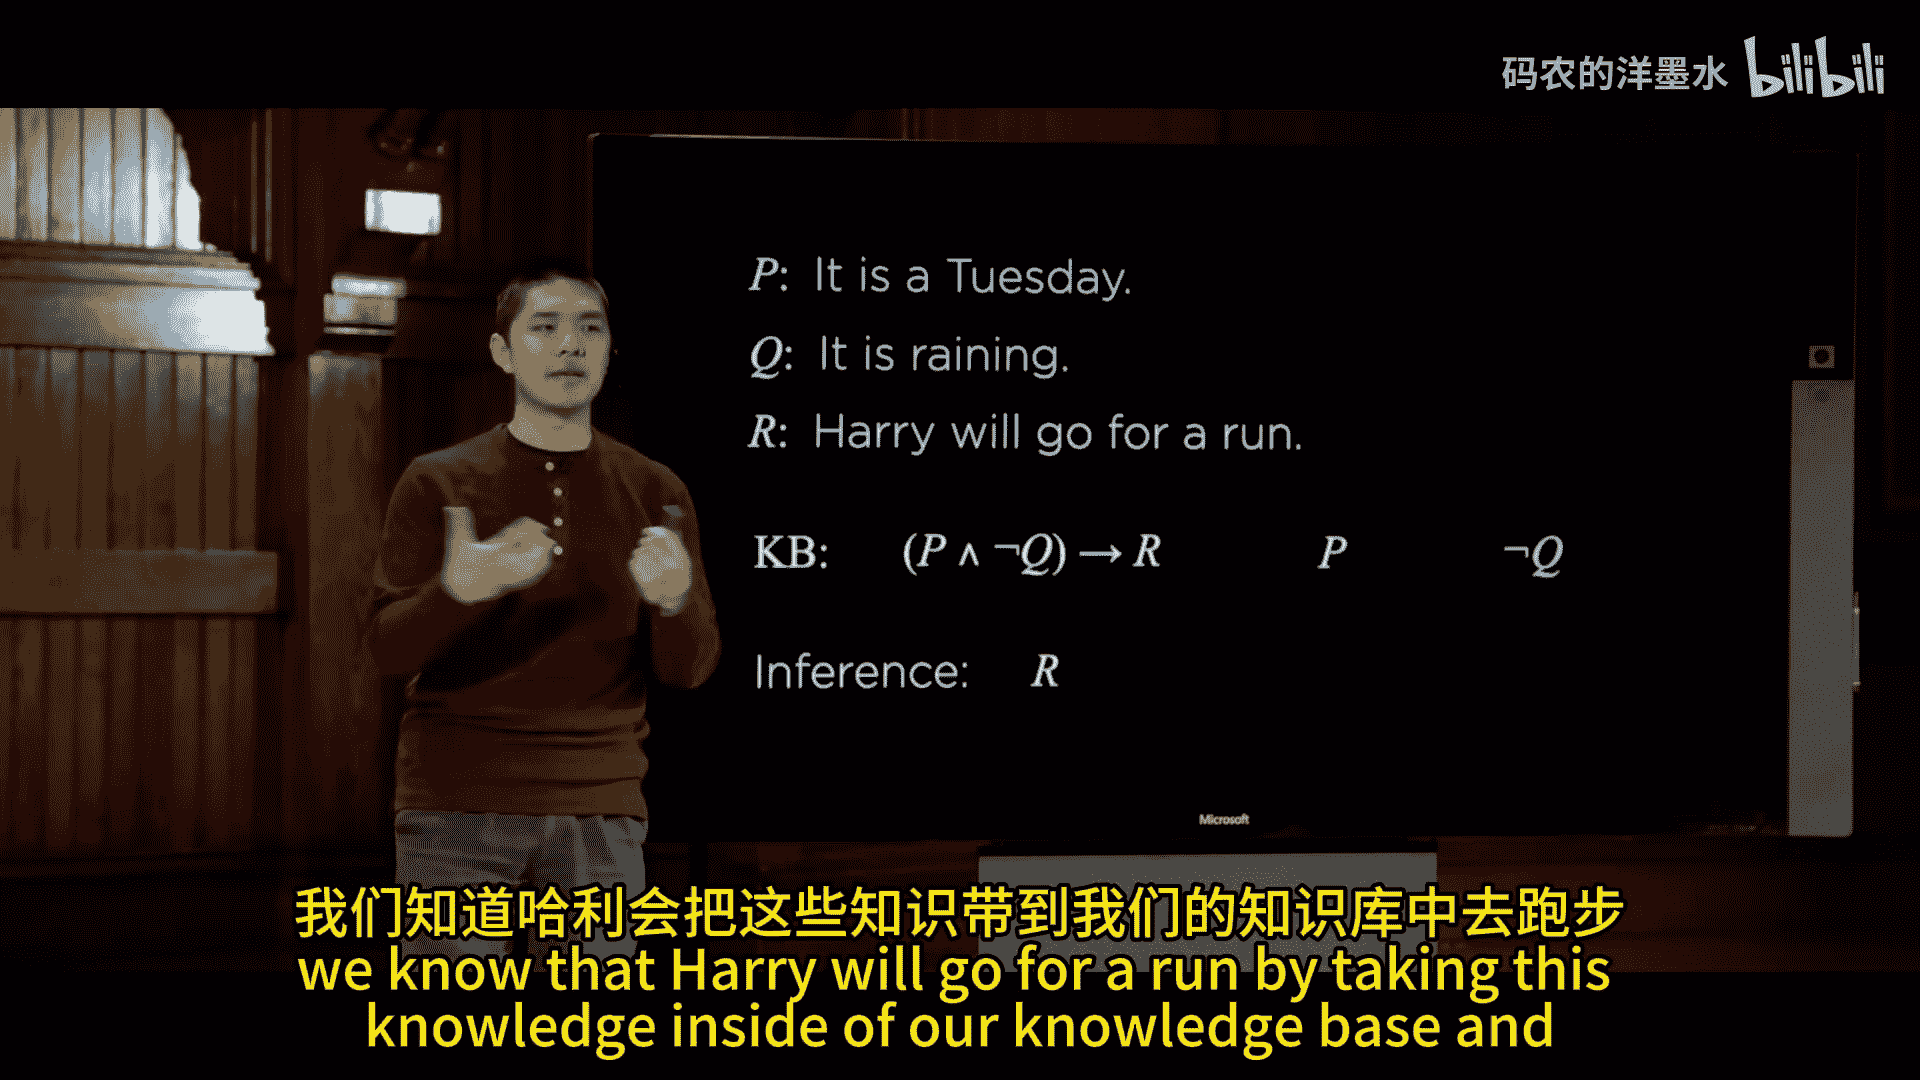 码农的洋墨水 bilibili
P: It is a Tuesday.
Q: It is raining.
R: Harry will go for a run.
KB: (P ∧ ¬Q) → R P ¬Q
Inference: R
Microsoft
我们知道哈利会把这些知识带到我们的知识库中去跑步
we know that Harry will go for a run by taking this
knowledge inside of our knowledge base and